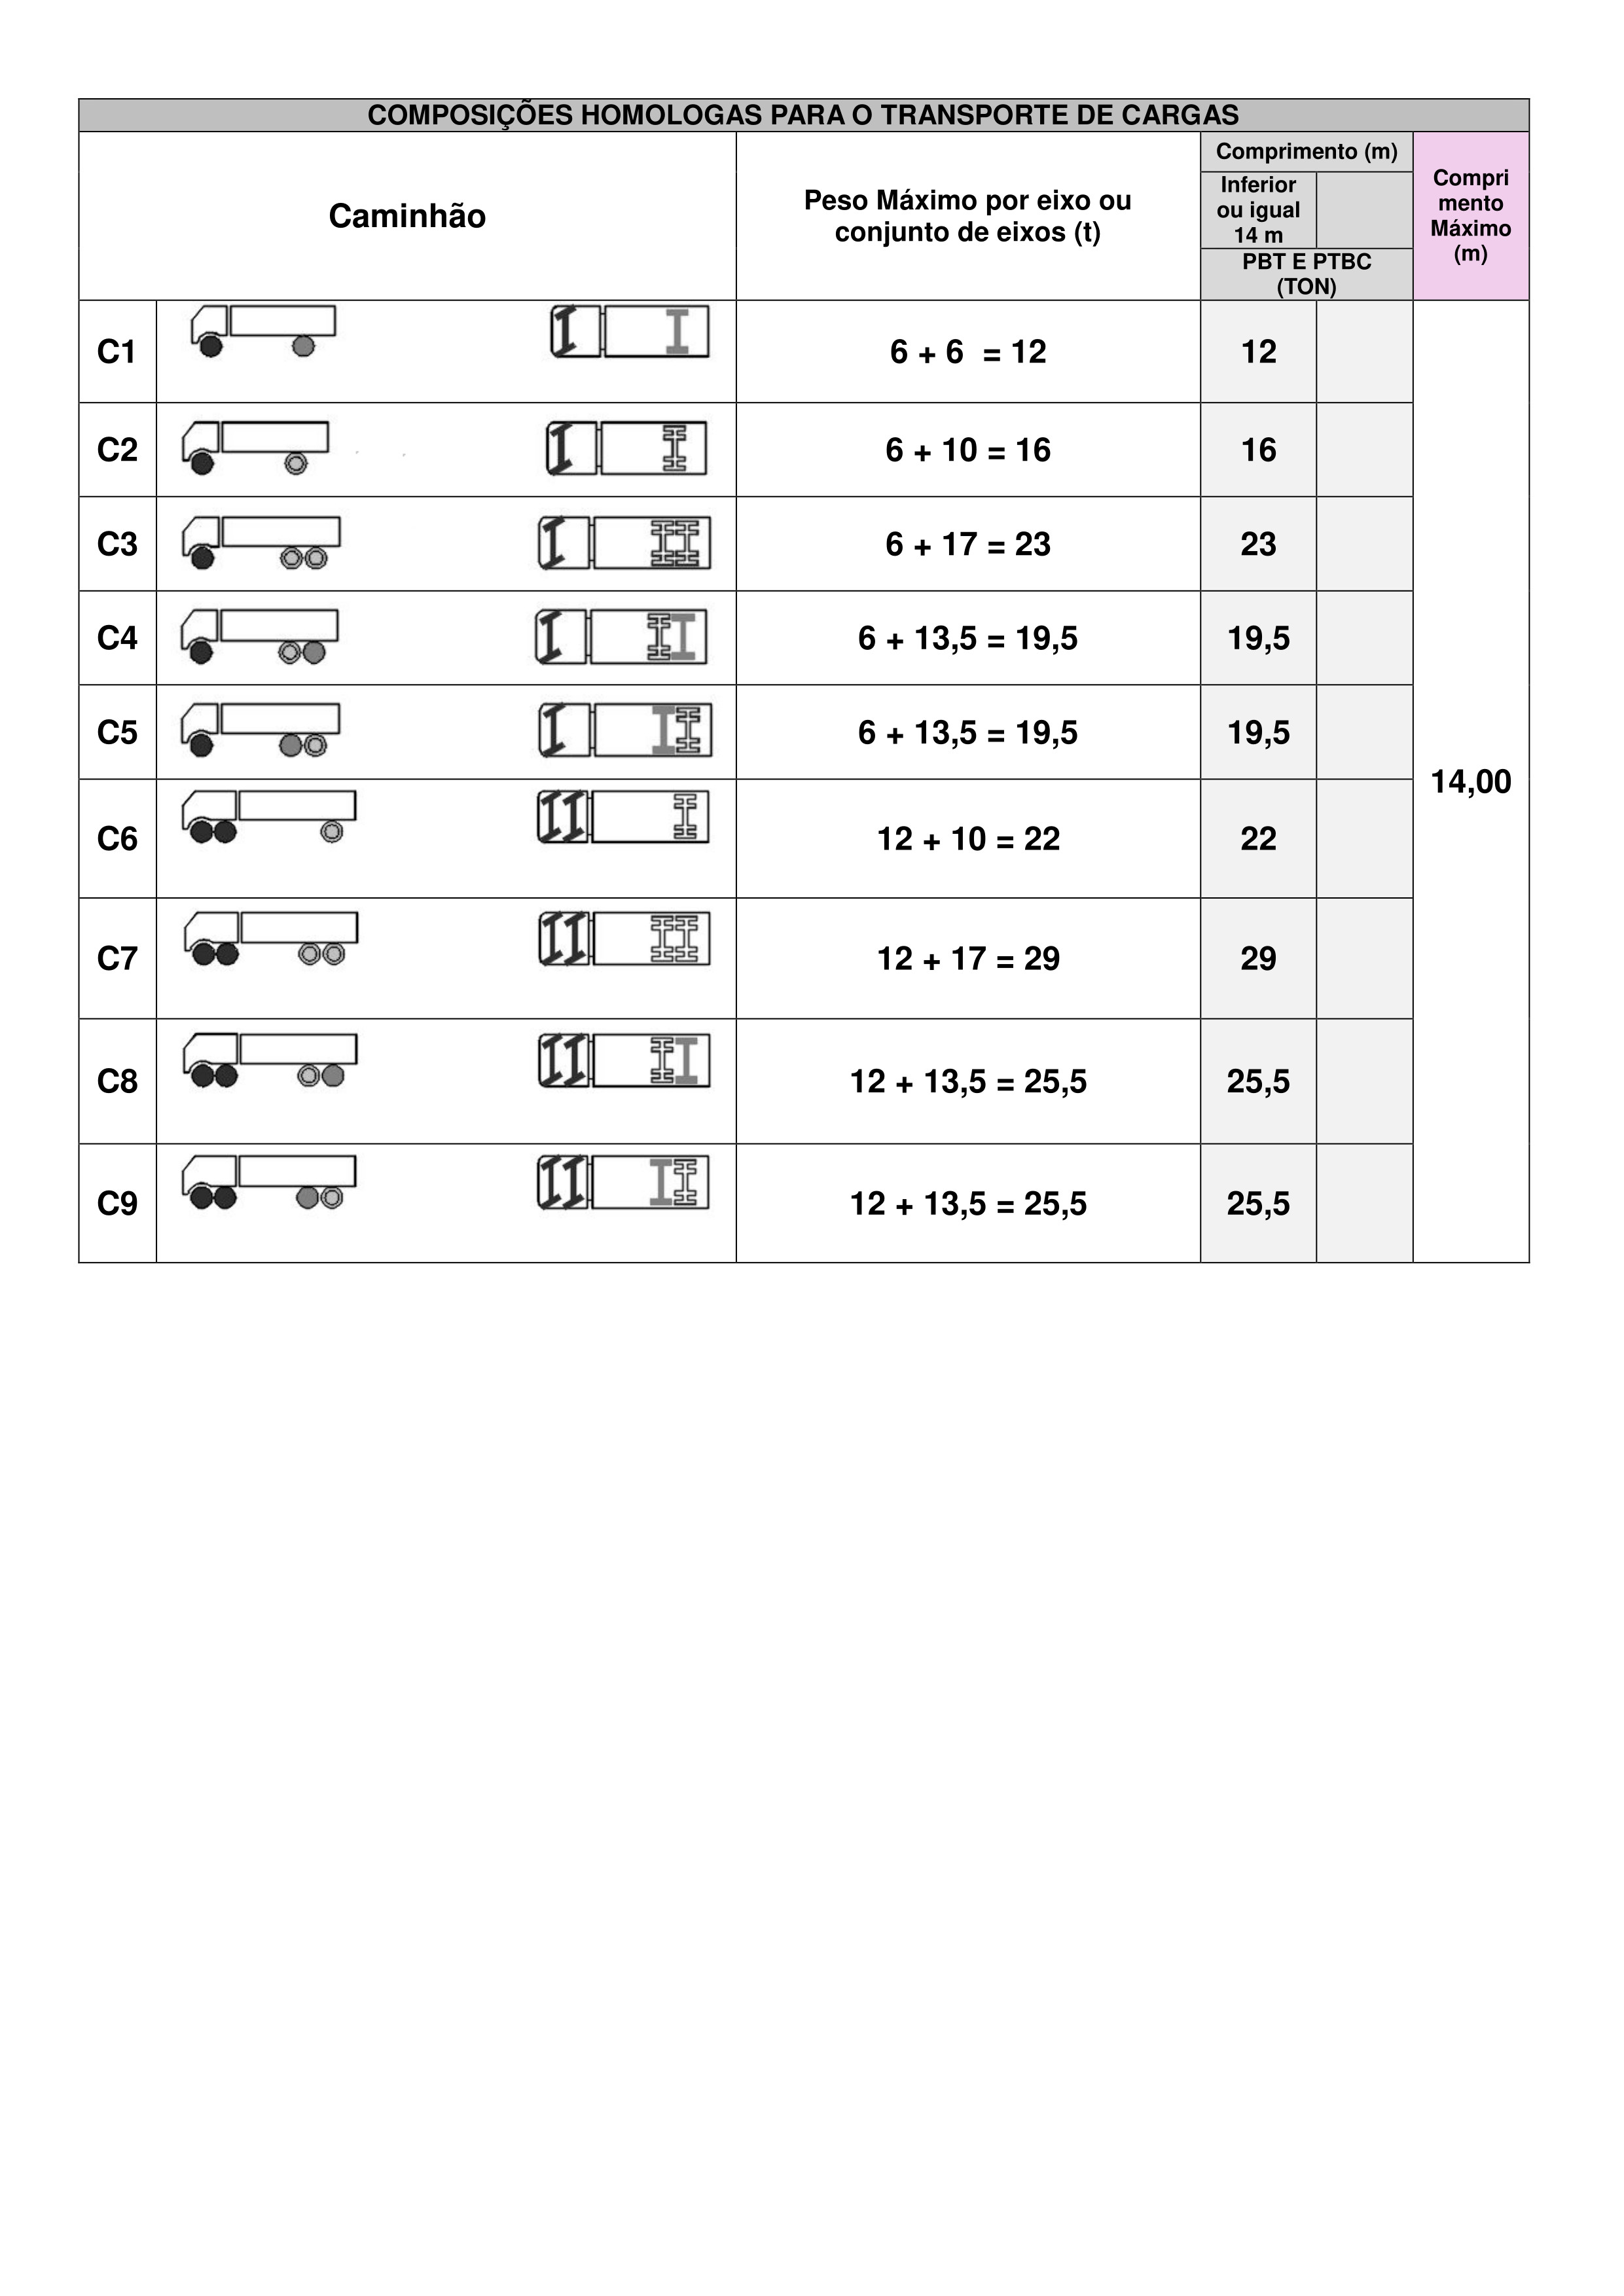 COMPOSIÇÕES HOMOLOGAS PARA O TRANSPORTE DE CARGAS
Caminhão
Peso Máximo por eixo ou
conjunto de eixos (t)
Comprimento (m)
Inferior
ou igual
14 m
PBT E PTBC
(TON)
Compri
mento
Máximo
(m)
C1 6 + 6 = 12 12
C2 6 + 10 = 16 16
C3 6 + 17 = 23 23
C4 6 + 13,5 = 19,5 19,5
C5 6 + 13,5 = 19,5 19,5
14,00
C6 12 + 10 = 22 22
C7 12 + 17 = 29 29
C8 12 + 13,5 = 25,5 25,5
C9 12 + 13,5 = 25,5 25,5